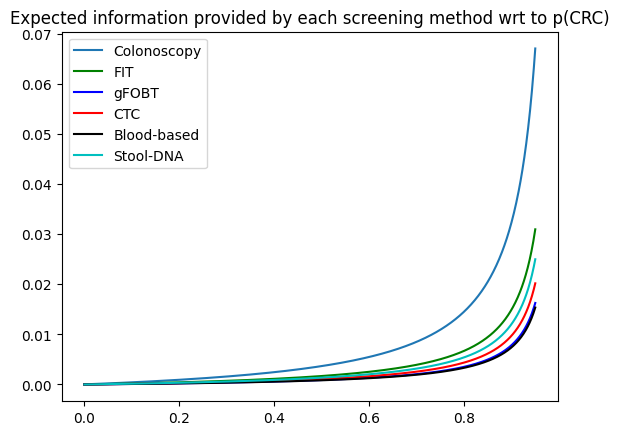 Expected information provided by each screening method wrt to p(CRC)
0.07
0.06
0.05
0.04
0.03
0.02
0.01
0.00
Colonoscopy
FIT
gFOBT
CTC
Blood-based
Stool-DNA
0.0 0.2 0.4 0.6 0.8